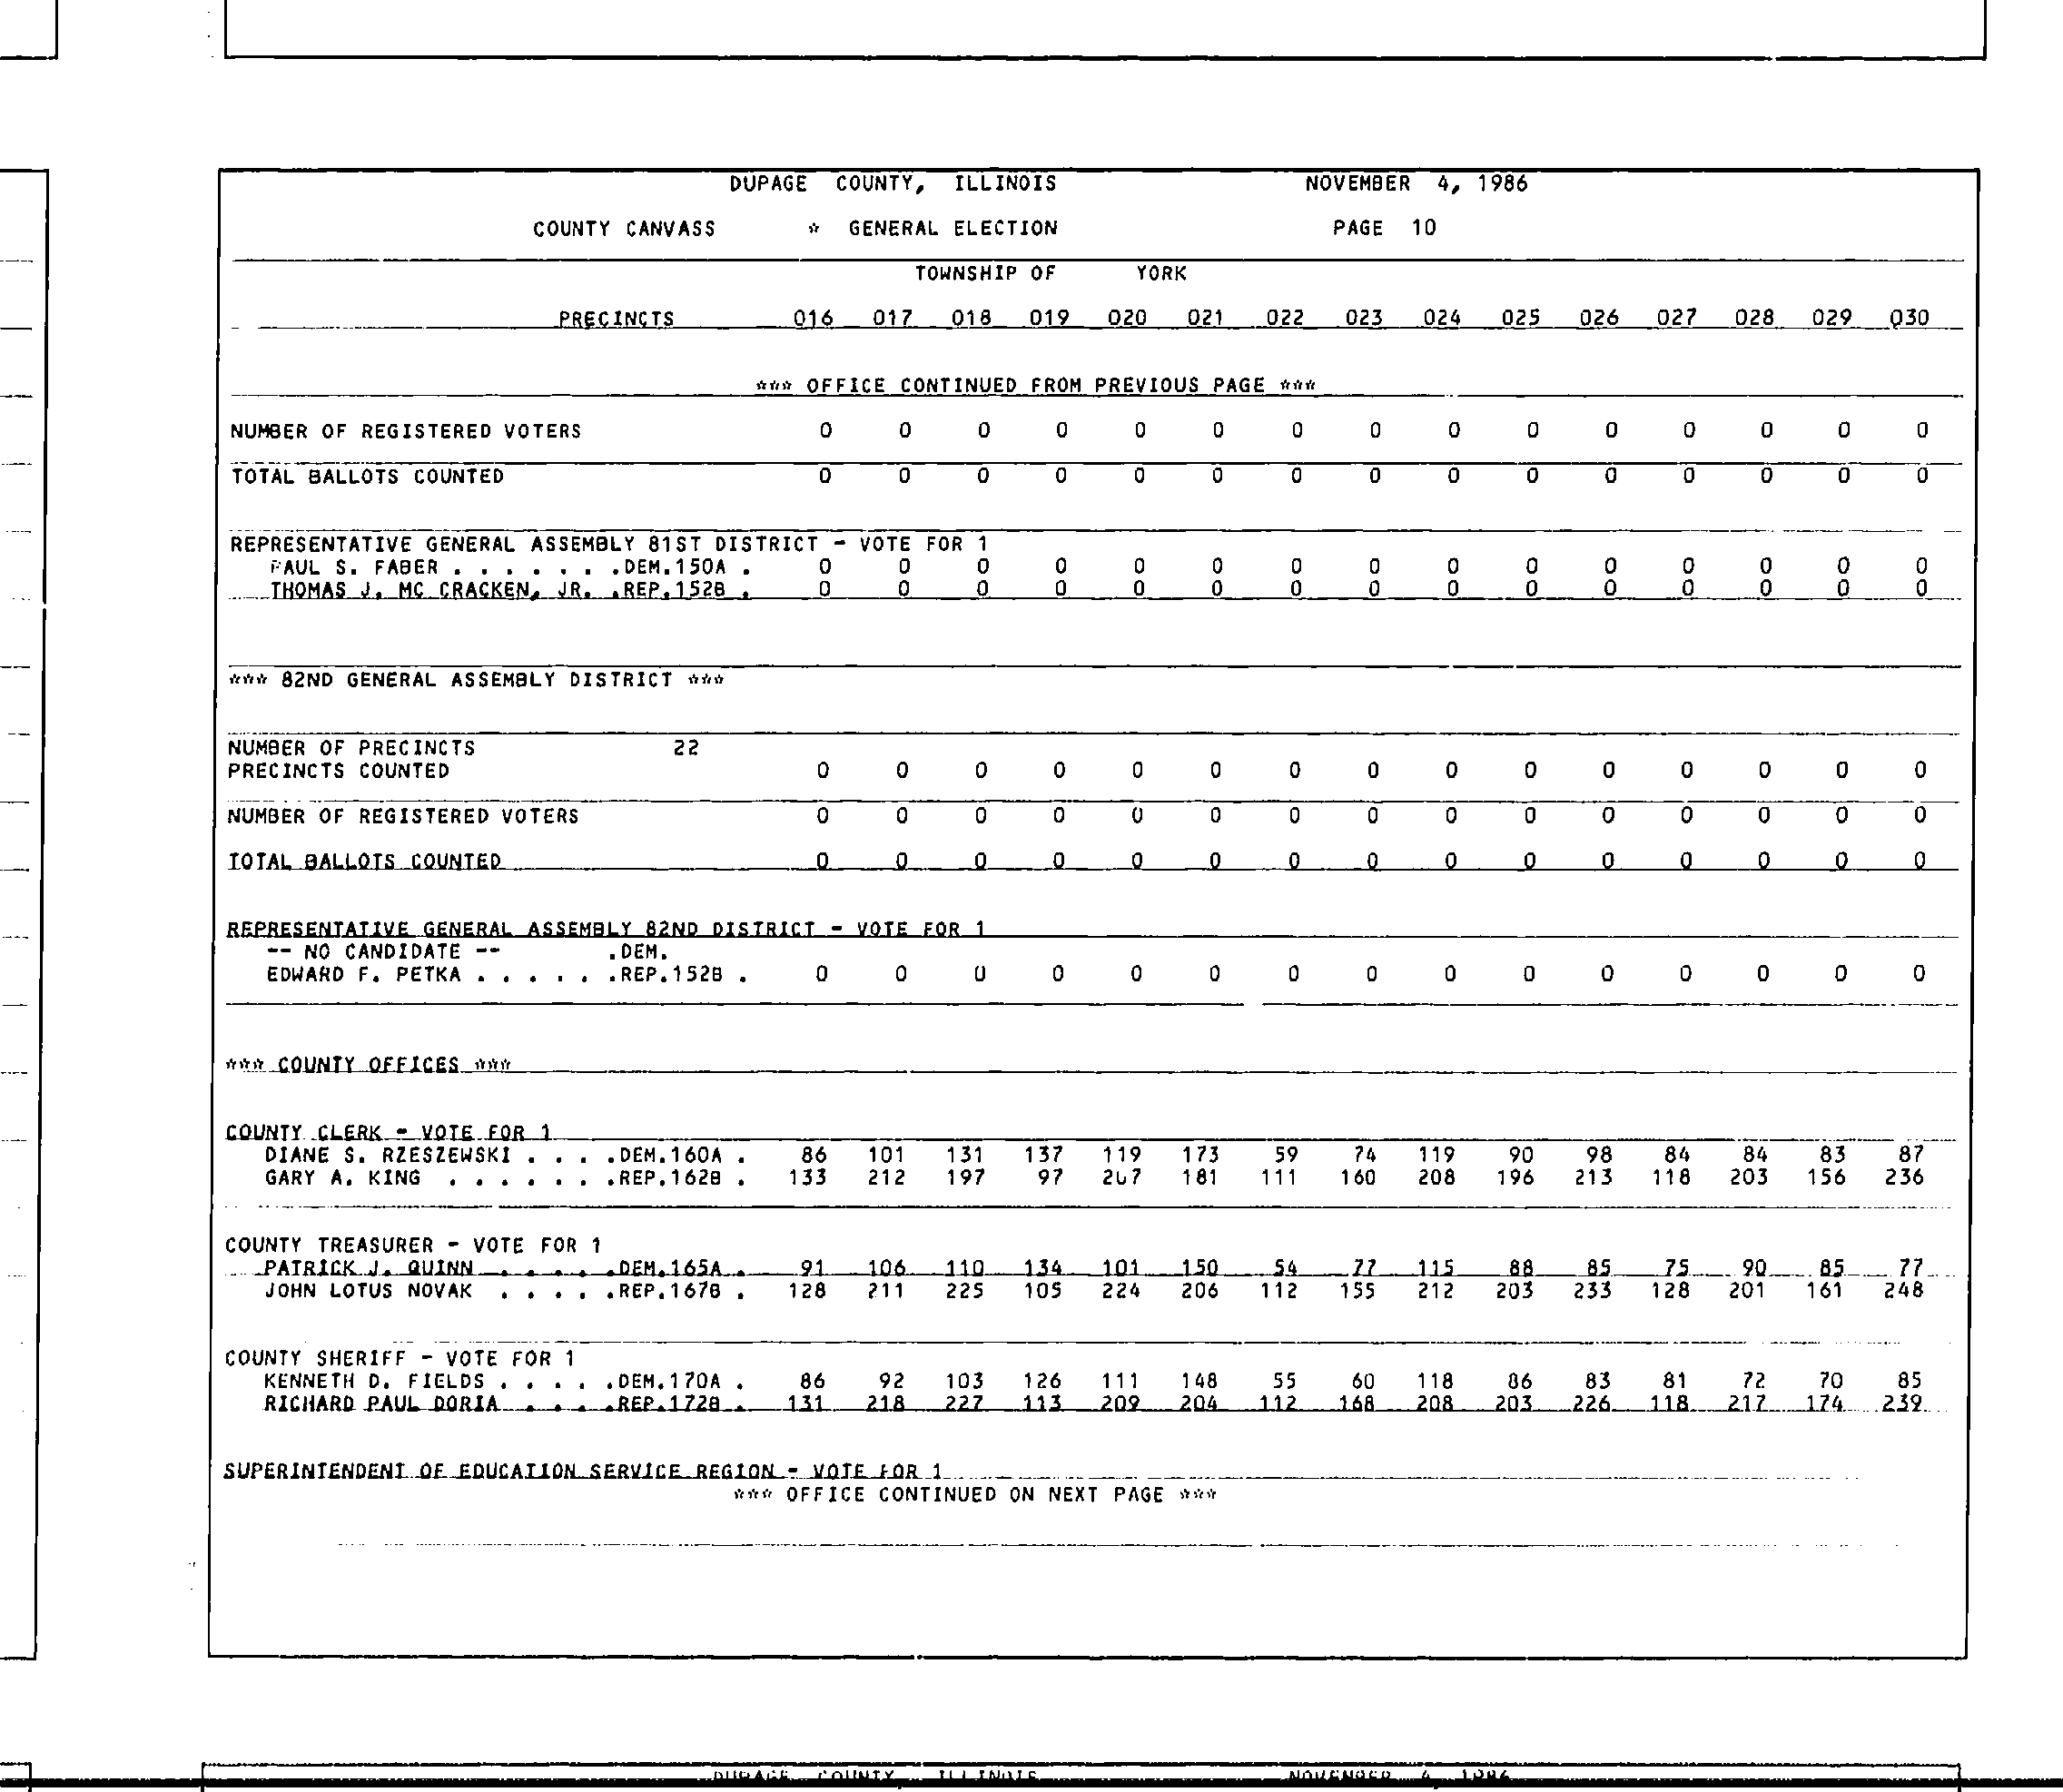 DUPAGE COUNTY, ILLINOIS NOVEMBER 4, 1986
COUNTY CANVASS * GENERAL ELECTION PAGE 10
TOWNSHIP OF YORK
PRECINCTS 016 017 018 019 020 021 022 023 024 025 026 027 028 029 030
*** OFFICE CONTINUED FROM PREVIOUS PAGE ***
NUMBER OF REGISTERED VOTERS 0 0 0 0 0 0 0 0 0 0 0 0 0 0 0
TOTAL BALLOTS COUNTED 0 0 0 0 0 0 0 0 0 0 0 0 0 0 0
REPRESENTATIVE GENERAL ASSEMBLY 81ST DISTRICT - VOTE FOR 1
PAUL S. FABER . . . . . . .DEM.150A . 0 0 0 0 0 0 0 0 0 0 0 0 0 0 0
THOMAS J. MC CRACKEN, JR. .REP.152B . 0 0 0 0 0 0 0 0 0 0 0 0 0 0 0
*** 82ND GENERAL ASSEMBLY DISTRICT ***
NUMBER OF PRECINCTS 22
PRECINCTS COUNTED 0 0 0 0 0 0 0 0 0 0 0 0 0 0 0
NUMBER OF REGISTERED VOTERS 0 0 0 0 0 0 0 0 0 0 0 0 0 0 0
TOTAL BALLOTS COUNTED 0 0 0 0 0 0 0 0 0 0 0 0 0 0 0
REPRESENTATIVE GENERAL ASSEMBLY 82ND DISTRICT - VOTE FOR 1
-- NO CANDIDATE -- .DEM.
EDWARD F. PETKA . . . . . .REP.152B . 0 0 0 0 0 0 0 0 0 0 0 0 0 0 0
*** COUNTY OFFICES ***
COUNTY CLERK - VOTE FOR 1
DIANE S. RZESZEWSKI . . . .DEM.160A . 86 101 131 137 119 173 59 74 119 90 98 84 84 83 87
GARY A. KING . . . . . . .REP.162B . 133 212 197 97 207 181 111 160 208 196 213 118 203 156 236
COUNTY TREASURER - VOTE FOR 1
PATRICK J. QUINN . . . . .DEM.165A . 91 106 110 134 101 150 54 77 115 88 85 75 90 85 77
JOHN LOTUS NOVAK . . . . .REP.167B . 128 211 225 105 224 206 112 155 212 203 233 128 201 161 248
COUNTY SHERIFF - VOTE FOR 1
KENNETH D. FIELDS . . . . .DEM.170A . 86 92 103 126 111 148 55 60 118 86 83 81 72 70 85
RICHARD PAUL DORIA . . . .REP.172B . 131 218 227 113 209 204 112 168 208 203 226 118 217 174 239
SUPERINTENDENT OF EDUCATION SERVICE REGION - VOTE FOR 1
*** OFFICE CONTINUED ON NEXT PAGE ***
DUPAGE COUNTY ILLINOIS NOVEMBER 4, 1986